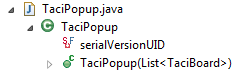 TaciPopup.java
TaciPopup
serialVersionUID
TaciPopup(List<TaciBoard>)